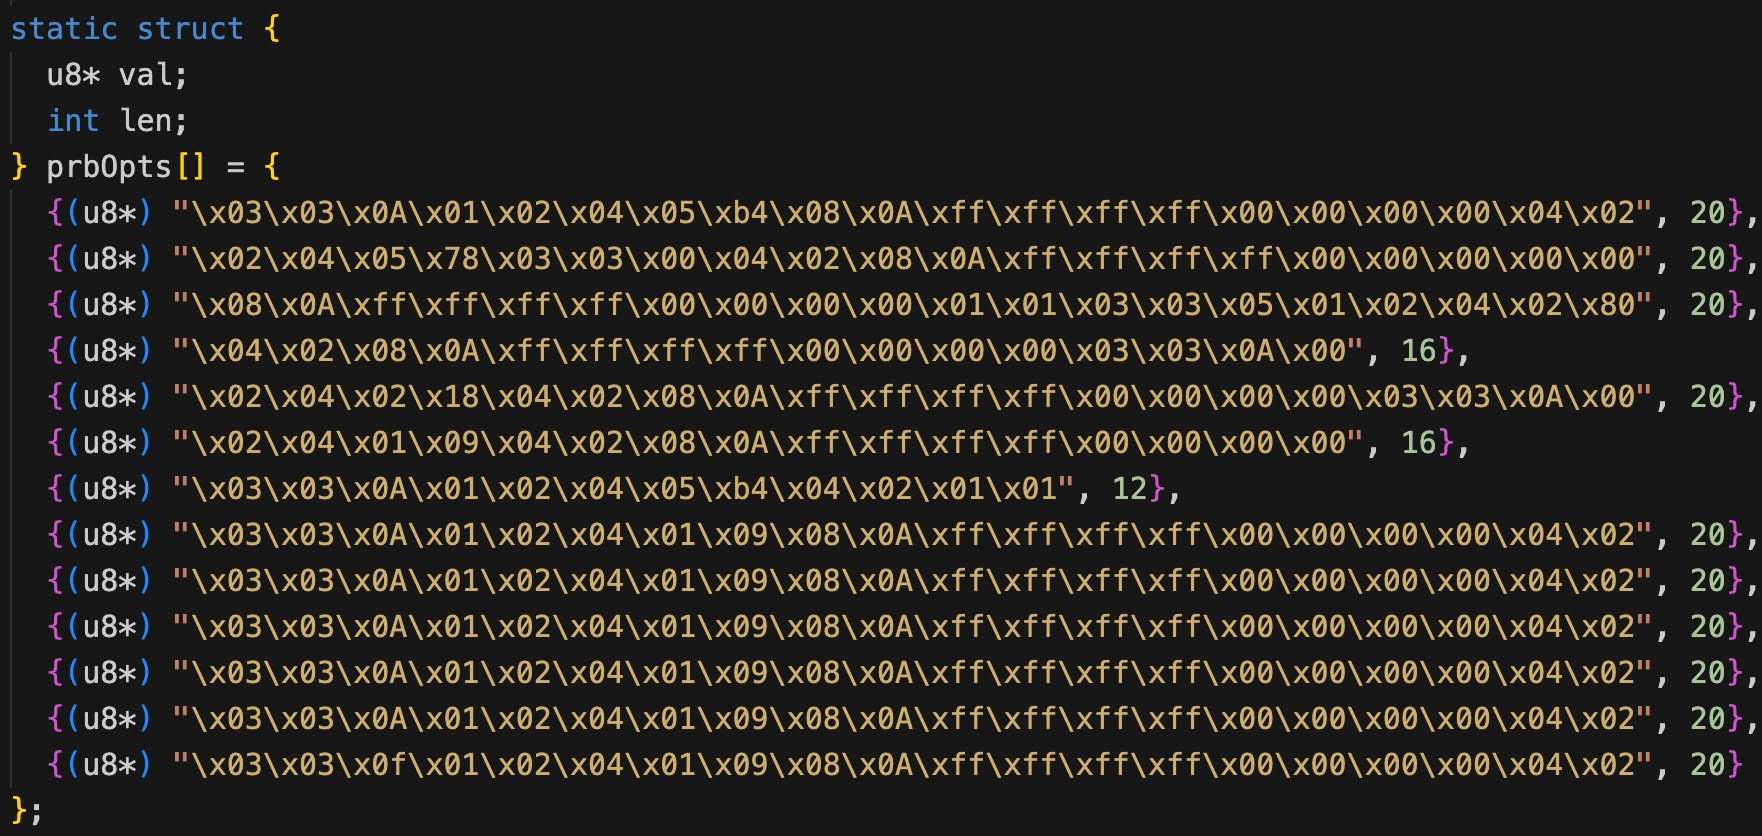 static struct {
  u8* val;
  int len;
} prbOpts[] = {
  {(u8*) "\x03\x03\x0A\x01\x02\x04\x05\xb4\x08\x0A\xff\xff\xff\xff\x00\x00\x00\x00\x04\x02", 20},
  {(u8*) "\x02\x04\x05\x78\x03\x03\x00\x04\x02\x08\x0A\xff\xff\xff\xff\x00\x00\x00\x00\x00", 20},
  {(u8*) "\x08\x0A\xff\xff\xff\xff\x00\x00\x00\x00\x01\x01\x03\x03\x05\x01\x02\x04\x02\x80", 20},
  {(u8*) "\x04\x02\x08\x0A\xff\xff\xff\xff\x00\x00\x00\x00\x03\x03\x0A\x00", 16},
  {(u8*) "\x02\x04\x02\x18\x04\x02\x08\x0A\xff\xff\xff\xff\x00\x00\x00\x00\x03\x03\x0A\x00", 20},
  {(u8*) "\x02\x04\x01\x09\x04\x02\x08\x0A\xff\xff\xff\xff\x00\x00\x00\x00", 16},
  {(u8*) "\x03\x03\x0A\x01\x02\x04\x05\xb4\x04\x02\x01\x01", 12},
  {(u8*) "\x03\x03\x0A\x01\x02\x04\x01\x09\x08\x0A\xff\xff\xff\xff\x00\x00\x00\x00\x04\x02", 20},
  {(u8*) "\x03\x03\x0A\x01\x02\x04\x01\x09\x08\x0A\xff\xff\xff\xff\x00\x00\x00\x00\x04\x02", 20},
  {(u8*) "\x03\x03\x0A\x01\x02\x04\x01\x09\x08\x0A\xff\xff\xff\xff\x00\x00\x00\x00\x04\x02", 20},
  {(u8*) "\x03\x03\x0A\x01\x02\x04\x01\x09\x08\x0A\xff\xff\xff\xff\x00\x00\x00\x00\x04\x02", 20},
  {(u8*) "\x03\x03\x0A\x01\x02\x04\x01\x09\x08\x0A\xff\xff\xff\xff\x00\x00\x00\x00\x04\x02", 20},
  {(u8*) "\x03\x03\x0f\x01\x02\x04\x01\x09\x08\x0A\xff\xff\xff\xff\x00\x00\x00\x00\x04\x02", 20}
};